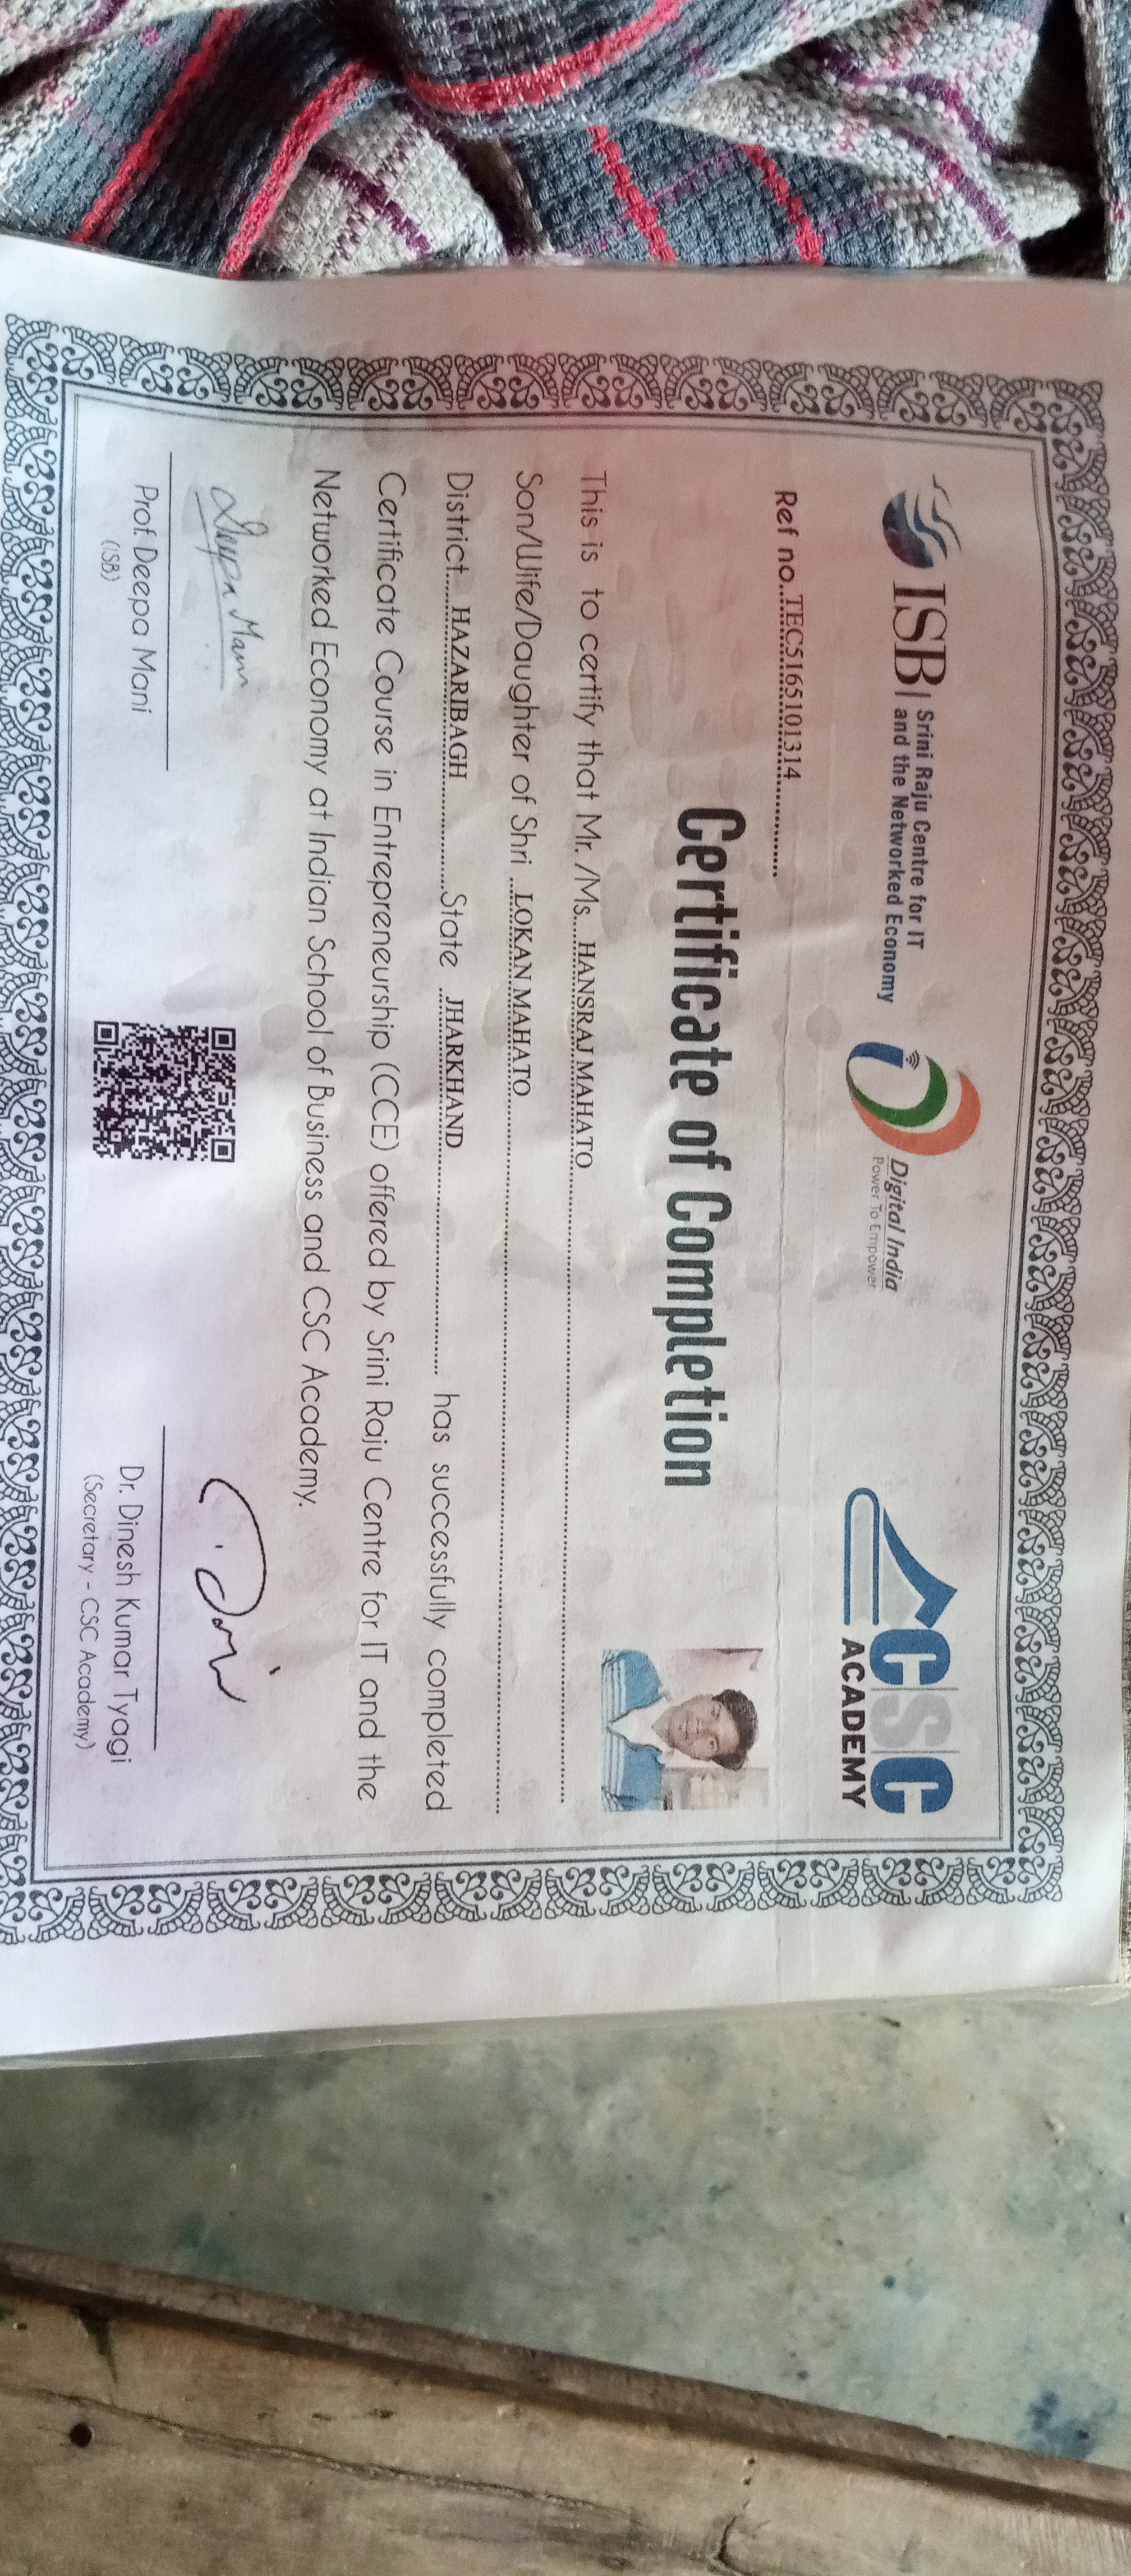 ISB
Srini Raju Centre for IT
and the Networked Economy
Digital India
Power To Empower
CSC
ACADEMY
Ref no..TEC5165101314............
Certificate of Completion
This is to certify that Mr./Ms....HANSRAJ MAHATO
Son/Wife/Daughter of Shri ...LOKAN MAHATO
District.... HAZARIBAGH ................State ..JHARKHAND ................ has successfully completed
Certificate Course in Entrepreneurship (CCE) offered by Srini Raju Centre for IT and the
Networked Economy at Indian School of Business and CSC Academy.
Deepa Mani
Prof. Deepa Mani
(ISB)
Dr. Dinesh Kumar Tyagi
(Secretary - CSC Academy)